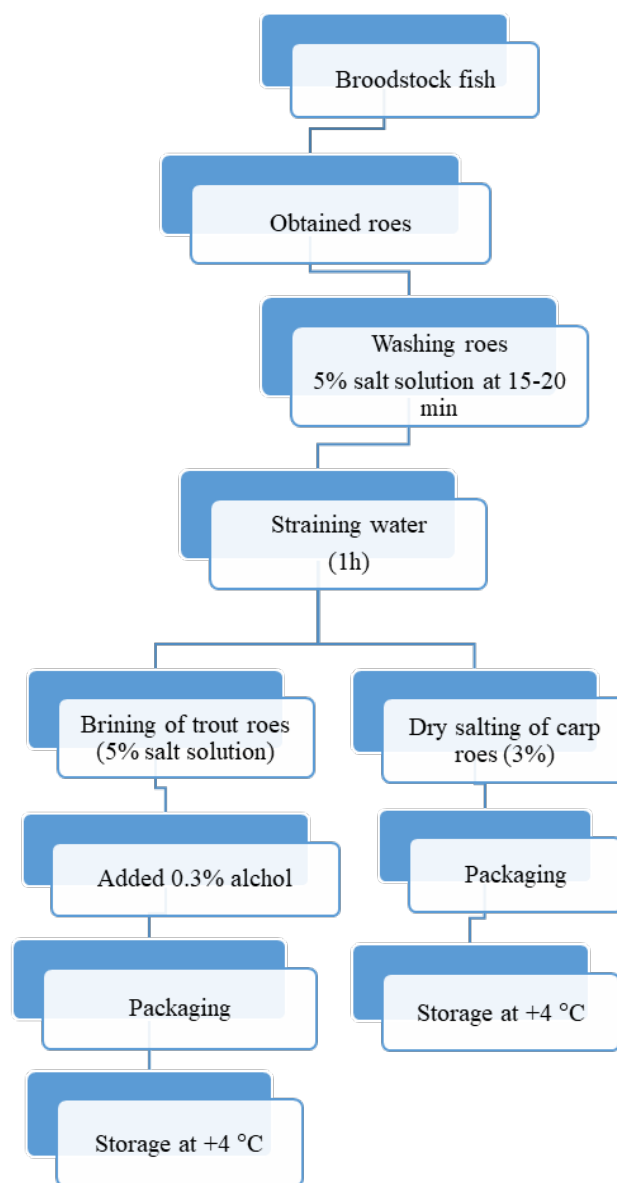 Broodstock fish
Obtained roes
Washing roes
5% salt solution at 15-20
min
Straining water
(1h)
Brining of trout roes
(5% salt solution)
Added 0.3% alchol
Packaging
Storage at +4 °C
Dry salting of carp
roes (3%)
Packaging
Storage at +4 °C